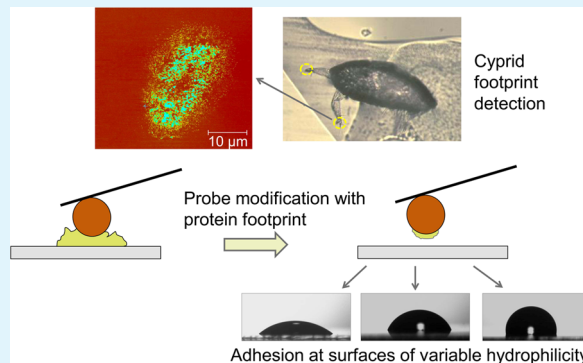 Cyprid
footprint
detection
10 µm
Probe modification with
protein footprint
Adhesion at surfaces of variable hydrophilicity